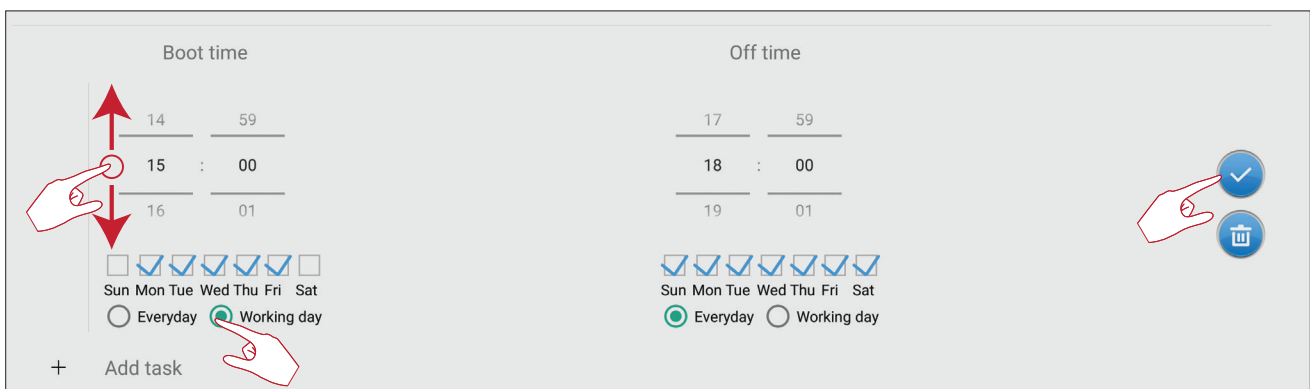 Boot time
Off time
14 59
17 59
15 : 00
18 : 00
16 01
19 01
Sun Mon Tue Wed Thu Fri Sat
Sun Mon Tue Wed Thu Fri Sat
Everyday Working day
Everyday Working day
+ Add task